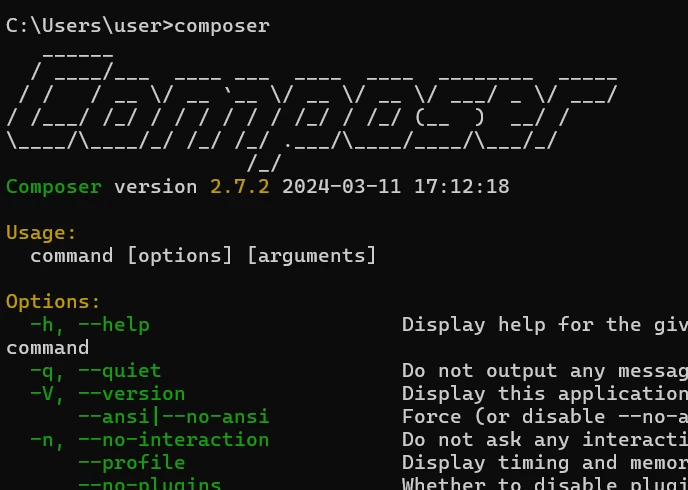 C:\Users\user>composer
   ______
  / ____/___  ____ ___  ____  ____  ________  _____
 / /   / __ \/ __ `__ \/ __ \/ __ \/ ___/ _ \/ ___/
/ /___/ /_/ / / / / / / /_/ / /_/ (__  )  __/ /
\____/\____/_/ /_/ /_/ .___/\____/____/\___/_/
                    /_/
Composer version 2.7.2 2024-03-11 17:12:18
Usage:
  command [options] [arguments]
Options:
  -h, --help                     Display help for the giv
command
  -q, --quiet                    Do not output any messag
  -V, --version                  Display this application
      --ansi|--no-ansi           Force (or disable --no-a
  -n, --no-interaction           Do not ask any interacti
      --profile                  Display timing and memor
      --no-plugins               Whether to disable plugi